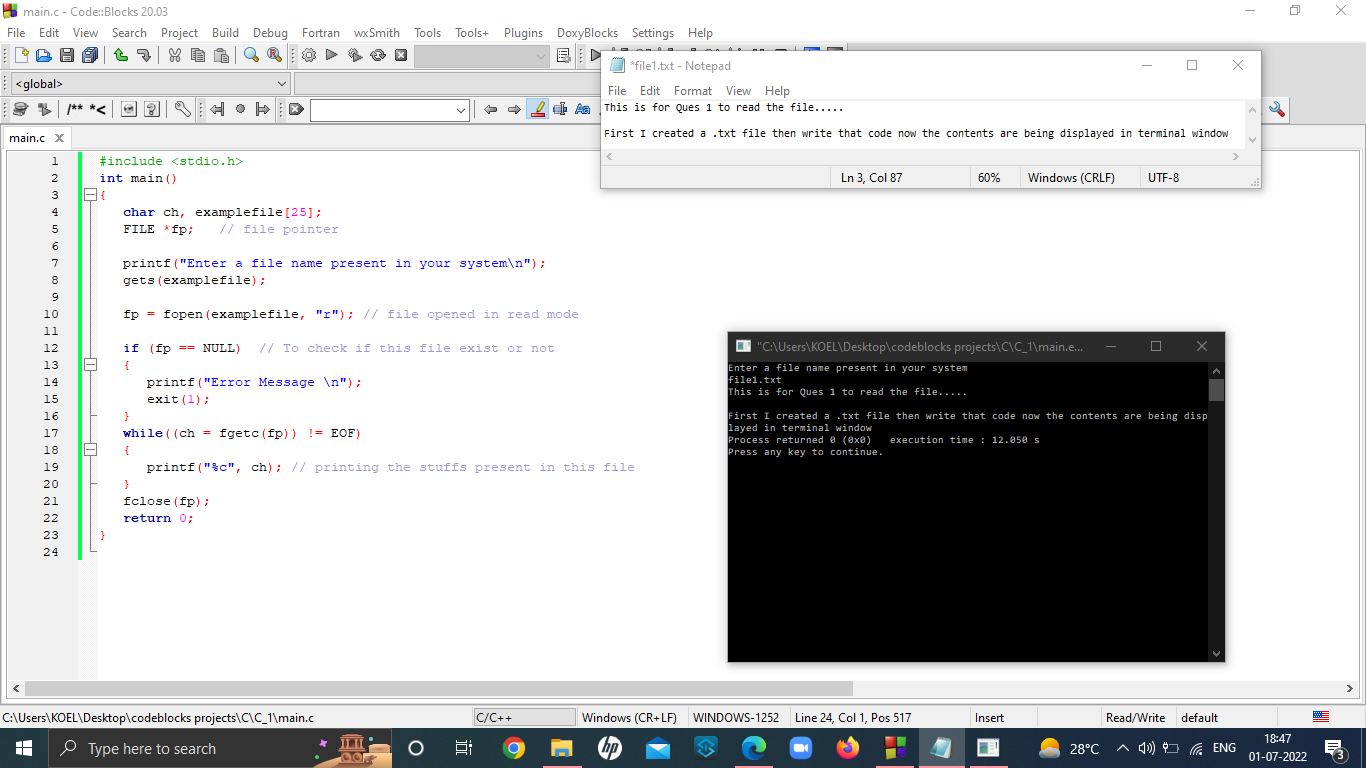 main.c - Code::Blocks 20.03
File Edit View Search Project Build Debug Fortran wxSmith Tools Tools+ Plugins DoxyBlocks Settings Help
<global>
/** *<
main.c
1 #include <stdio.h>
2 int main()
3 {
4 char ch, examplefile[25];
5 FILE *fp; // file pointer
6
7 printf("Enter a file name present in your system\n");
8 gets(examplefile);
9
10 fp = fopen(examplefile, "r"); // file opened in read mode
11
12 if (fp == NULL) // To check if this file exist or not
13 {
14 printf("Error Message \n");
15 exit(1);
16 }
17 while((ch = fgetc(fp)) != EOF)
18 {
19 printf("%c", ch); // printing the stuffs present in this file
20 }
21 fclose(fp);
22 return 0;
23 }
24
*file1.txt - Notepad
File Edit Format View Help
This is for Ques 1 to read the file.....
First I created a .txt file then write that code now the contents are being displayed in terminal window
Ln 3, Col 87 60% Windows (CRLF) UTF-8
"C:\Users\KOEL\Desktop\codeblocks projects\C\C_1\main.e...
Enter a file name present in your system
file1.txt
This is for Ques 1 to read the file.....
First I created a .txt file then write that code now the contents are being disp
layed in terminal window
Process returned 0 (0x0) execution time : 12.050 s
Press any key to continue.
C:\Users\KOEL\Desktop\codeblocks projects\C\C_1\main.c C/C++ Windows (CR+LF) WINDOWS-1252 Line 24, Col 1, Pos 517 Insert Read/Write default
Type here to search
hp
28°C ENG 18:47
01-07-2022
3